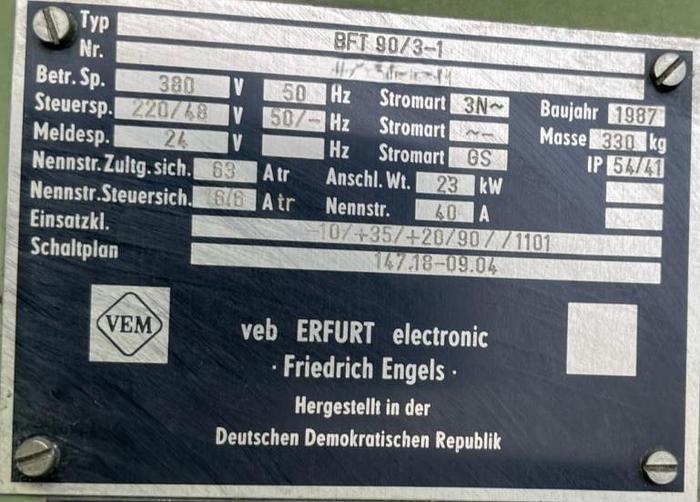 Typ BFT 90/3-1
Nr.
Betr. Sp. 380 V 50 Hz Stromart 3N~ Baujahr 1987
Steuersp. 220/48 V 50/- Hz Stromart ~- Masse 330 kg
Meldesp. 24 V Hz Stromart GS IP 54/41
Nennstr. Zultg. sich. 63 Atr Anschl. Wt. 23 kW
Nennstr. Steuersich. 6/6 Atr Nennstr. 40 A
Einsatzkl. -10/+35/+20/90//1101
Schaltplan 147.18-09.04
VEM
veb ERFURT electronic
· Friedrich Engels ·
Hergestellt in der
Deutschen Demokratischen Republik